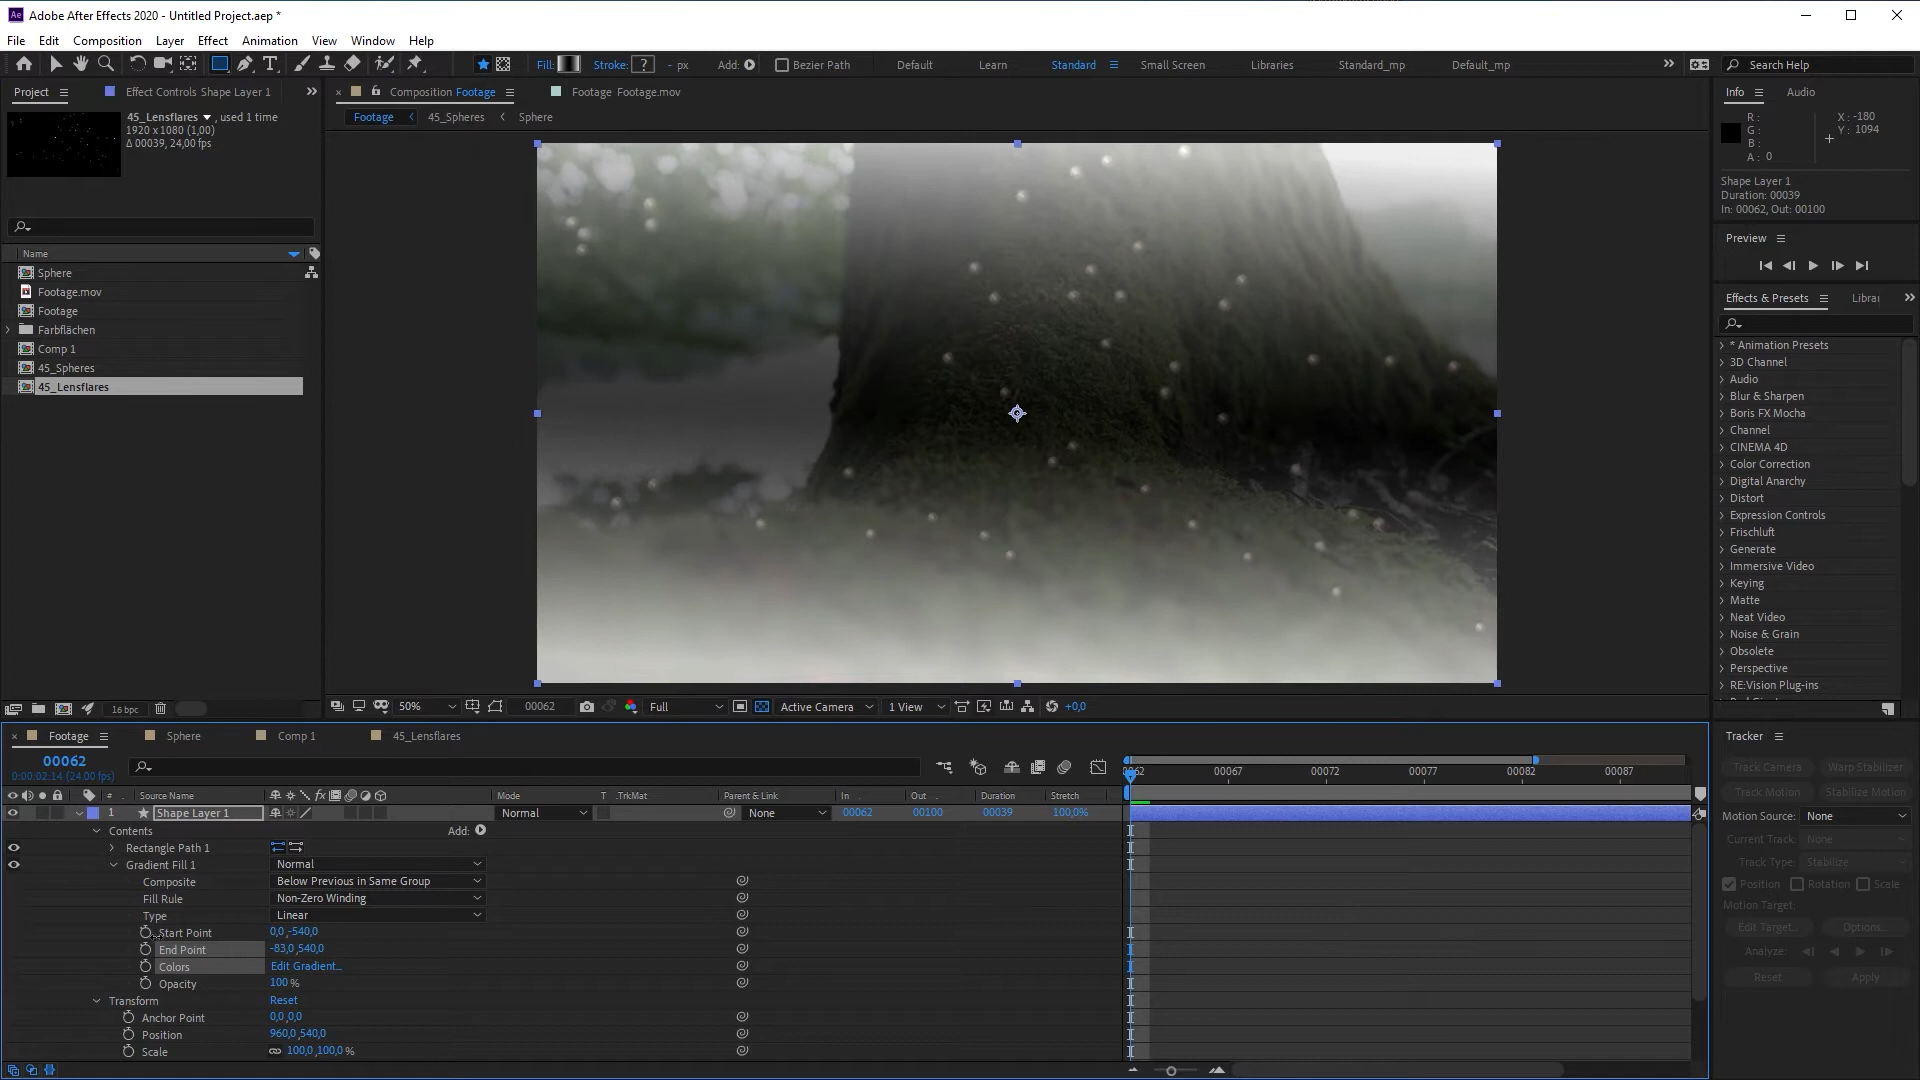 Adobe After Effects 2020 - Untitled Project.aep *
File Edit Composition Layer Effect Animation View Window Help
Fill: Stroke: ? - px Add: Bezier Path Default Learn Standard Small Screen Libraries Standard_mp Default_mp Search Help
Project Effect Controls Shape Layer 1
Composition Footage Footage Footage.mov
Info Audio
45_Lensflares , used 1 time
1920 x 1080 (1,00)
Δ 00039, 24,00 fps
Footage 45_Spheres Sphere
R :
G :
B :
A : 0
X : -180
Y : 1094
Shape Layer 1
Duration: 00039
In: 00062, Out: 00100
Preview
Name
Sphere
Footage.mov
Footage
Farbflächen
Comp 1
45_Spheres
45_Lensflares
Effects & Presets Librar
* Animation Presets
3D Channel
Audio
Blur & Sharpen
Boris FX Mocha
Channel
CINEMA 4D
Color Correction
Digital Anarchy
Distort
Expression Controls
Frischluft
Generate
Immersive Video
Keying
Matte
Neat Video
Noise & Grain
Obsolete
Perspective
RE:Vision Plug-ins
16 bpc
50% 00062 Full Active Camera 1 View +0,0
Footage Sphere Comp 1 45_Lensflares
00062
0:00:02:14 (24.00 fps)
0062 00067 00072 00077 00082 00087
# Source Name Mode T .TrkMat Parent & Link In Out Duration Stretch
1 Shape Layer 1 Normal None 00062 00100 00039 100,0%
Contents Add:
Rectangle Path 1
Gradient Fill 1 Normal
Composite Below Previous in Same Group
Fill Rule Non-Zero Winding
Type Linear
Start Point 0,0,-540,0
End Point -83,0,540,0
Colors Edit Gradient...
Opacity 100 %
Transform Reset
Anchor Point 0,0,0,0
Position 960,0,540,0
Scale 100,0,100,0 %
Tracker
Track Camera Warp Stabilizer
Track Motion Stabilize Motion
Motion Source: None
Current Track: None
Track Type: Stabilize
Position Rotation Scale
Motion Target:
Edit Target... Options...
Analyze:
Reset Apply